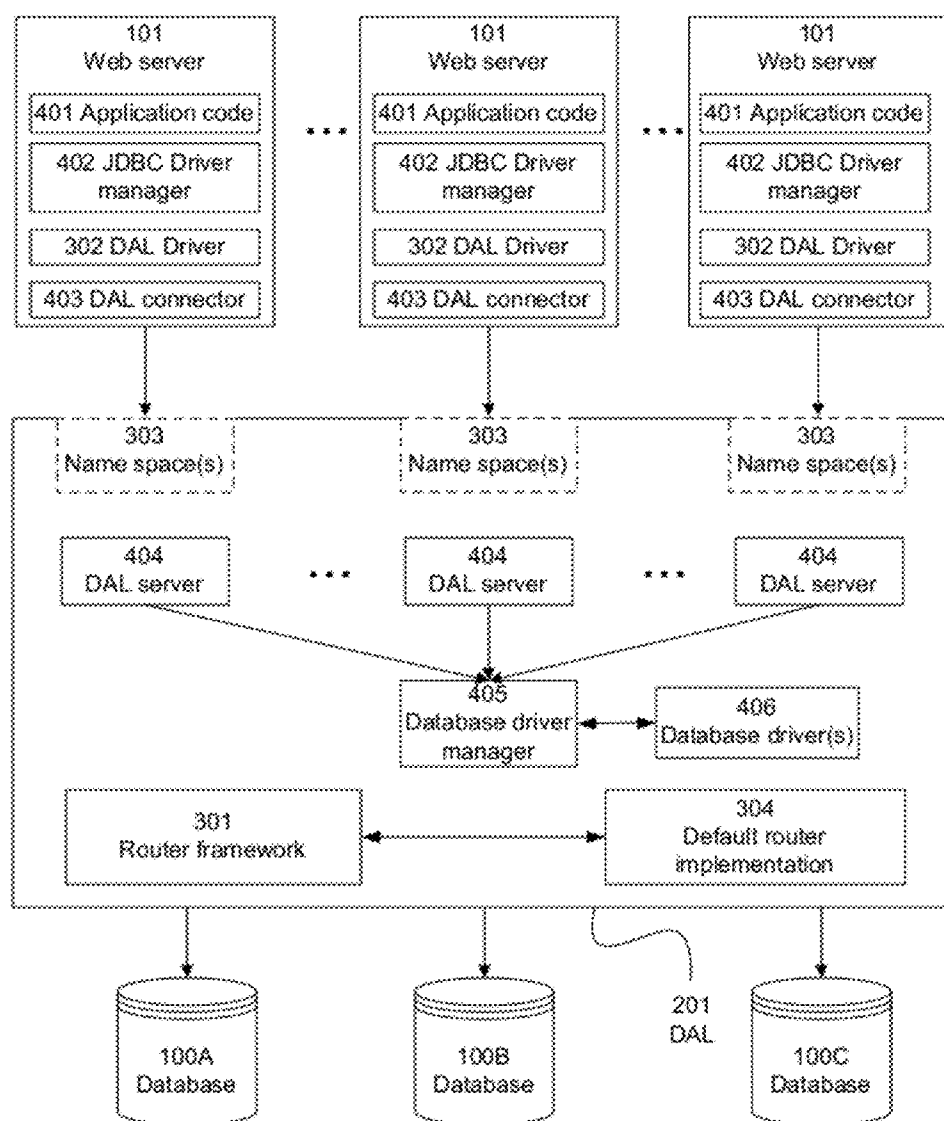 101
Web server
401 Application code
402 JDBC Driver
manager
302 DAL Driver
403 DAL connector
101
Web server
401 Application code
402 JDBC Driver
manager
302 DAL Driver
403 DAL connector
101
Web server
401 Application code
402 JDBC Driver
manager
302 DAL Driver
403 DAL connector
303
Name space(s)
303
Name space(s)
303
Name space(s)
404
DAL server
404
DAL server
404
DAL server
405
Database driver
manager
406
Database driver(s)
301
Router framework
304
Default router
implementation
201
DAL
100A
Database
100B
Database
100C
Database